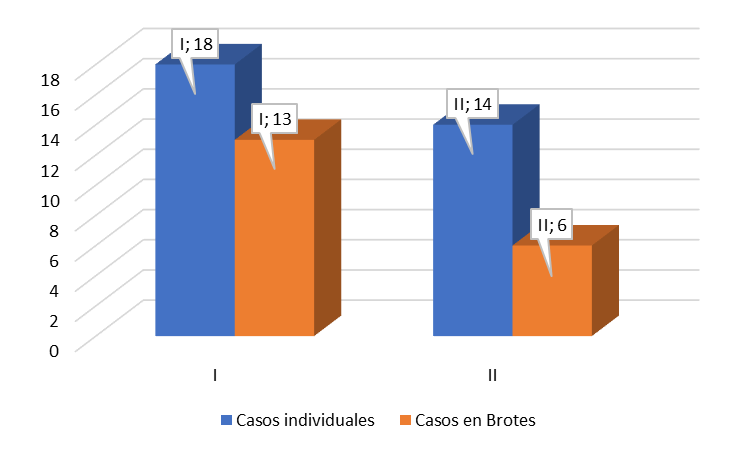 I; 18
I; 13
II; 14
II; 6
18
16
14
12
10
8
6
4
2
0
I
II
Casos individuales
Casos en Brotes